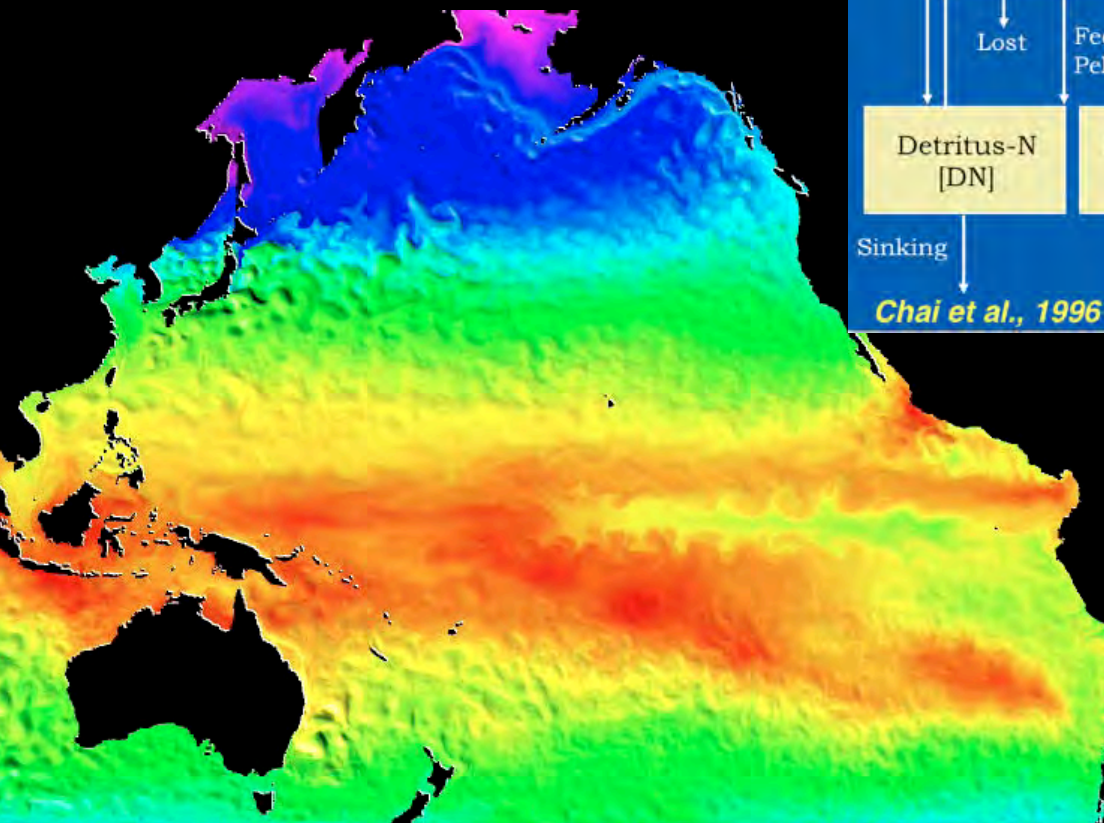 Lost
Detritus-N
[DN]
Sinking
Chai et al., 1996